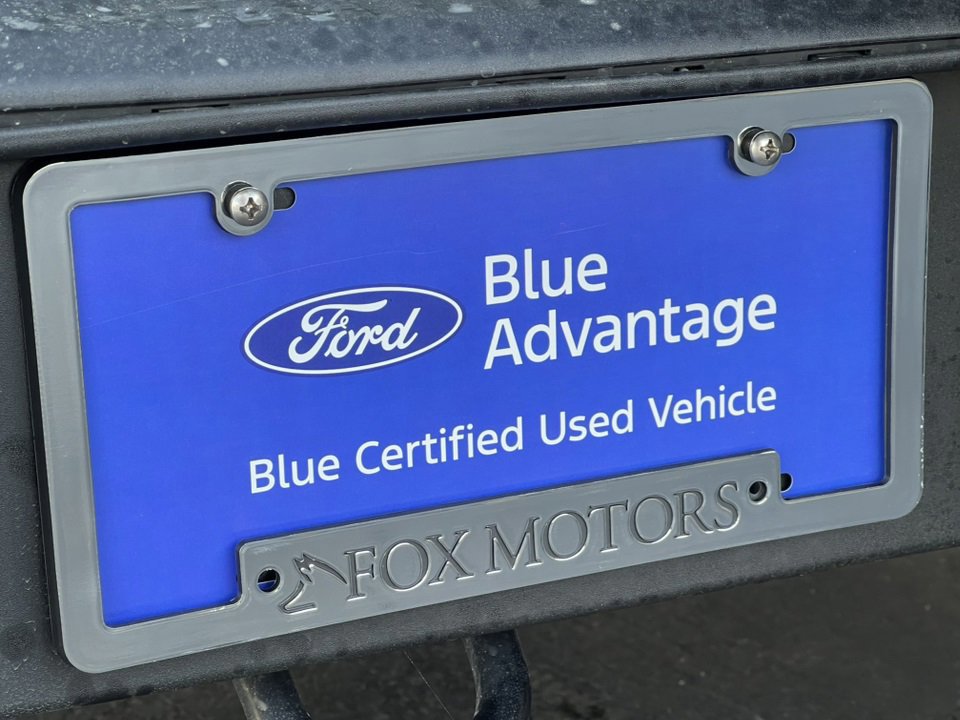 Ford
Blue
Advantage
Blue Certified Used Vehicle
FOX MOTORS